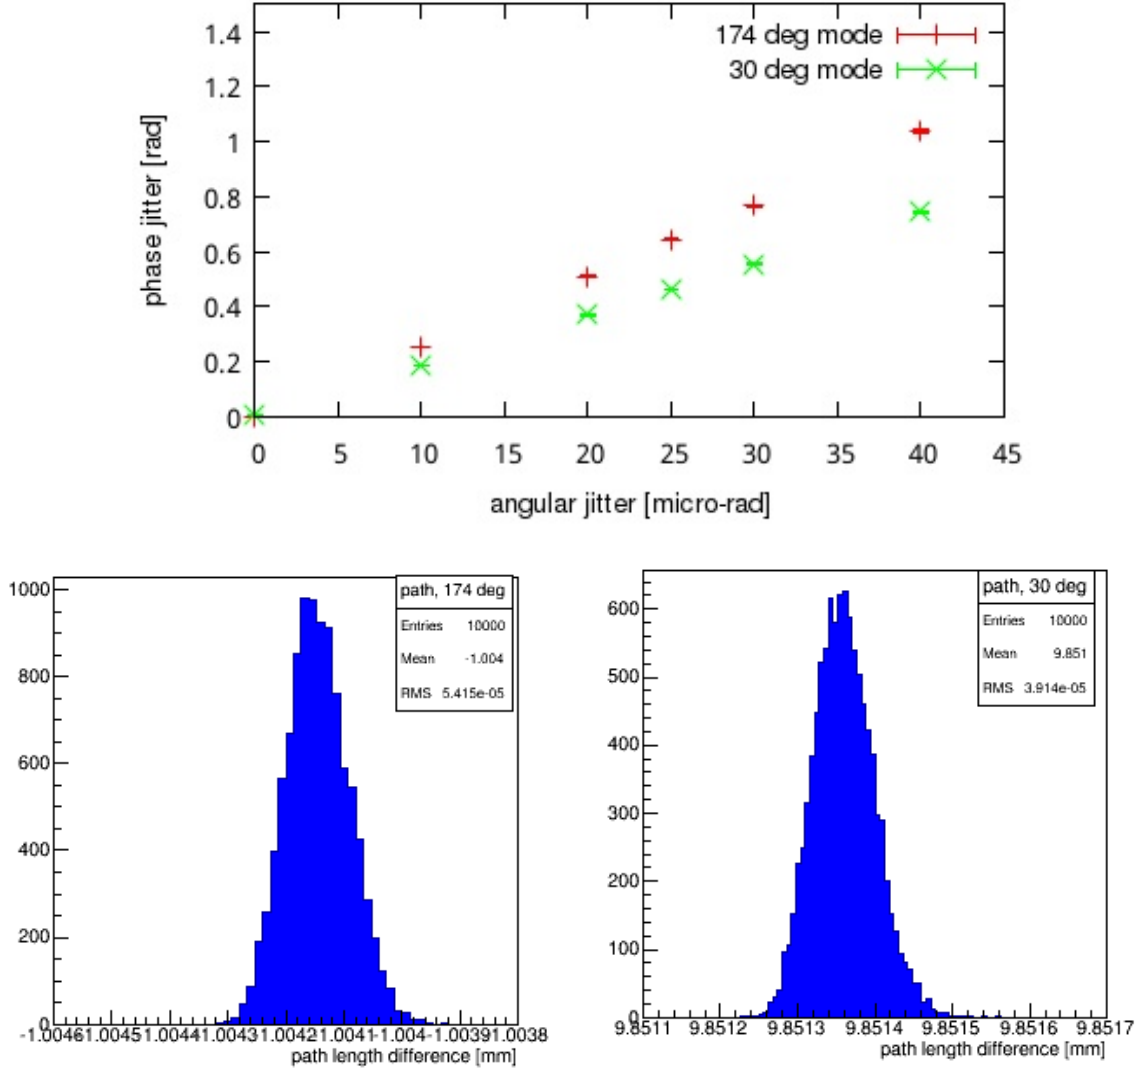 1.4
1.2
1
0.8
0.6
0.4
0.2
0
phase jitter [rad]
174 deg mode
30 deg mode
0 5 10 15 20 25 30 35 40 45
angular jitter [micro-rad]
path, 174 deg
Entries 10000
Mean -1.004
RMS 5.415e-05
1000
800
600
400
200
0
-1.0046-1.0045-1.0044-1.0043-1.0042-1.0041-1.004-1.0039-1.0038
path length difference [mm]
path, 30 deg
Entries 10000
Mean 9.851
RMS 3.914e-05
600
500
400
300
200
100
0
9.8511 9.8512 9.8513 9.8514 9.8515 9.8516 9.8517
path length difference [mm]